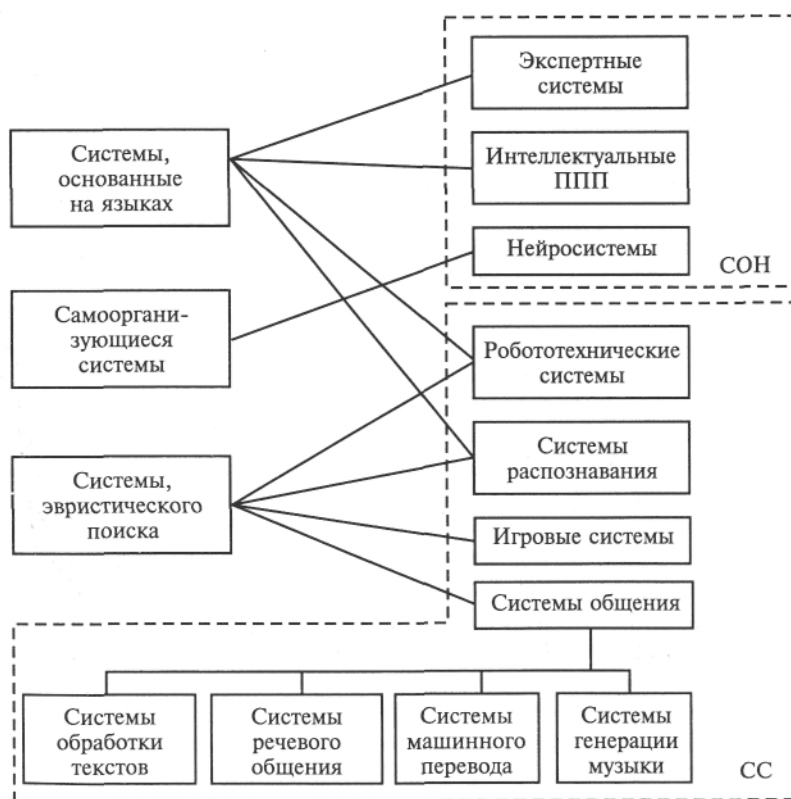 Экспертные
системы
Системы,
основанные
на языках
Интеллектуальные
ППП
Нейросистемы
СОН
Самооргани-
зующиеся
системы
Робототехнические
системы
Системы,
эвристического
поиска
Системы
распознавания
Игровые системы
Системы общения
Системы
обработки
текстов
Системы
речевого
общения
Системы
машинного
перевода
Системы
генерации
музыки
СС